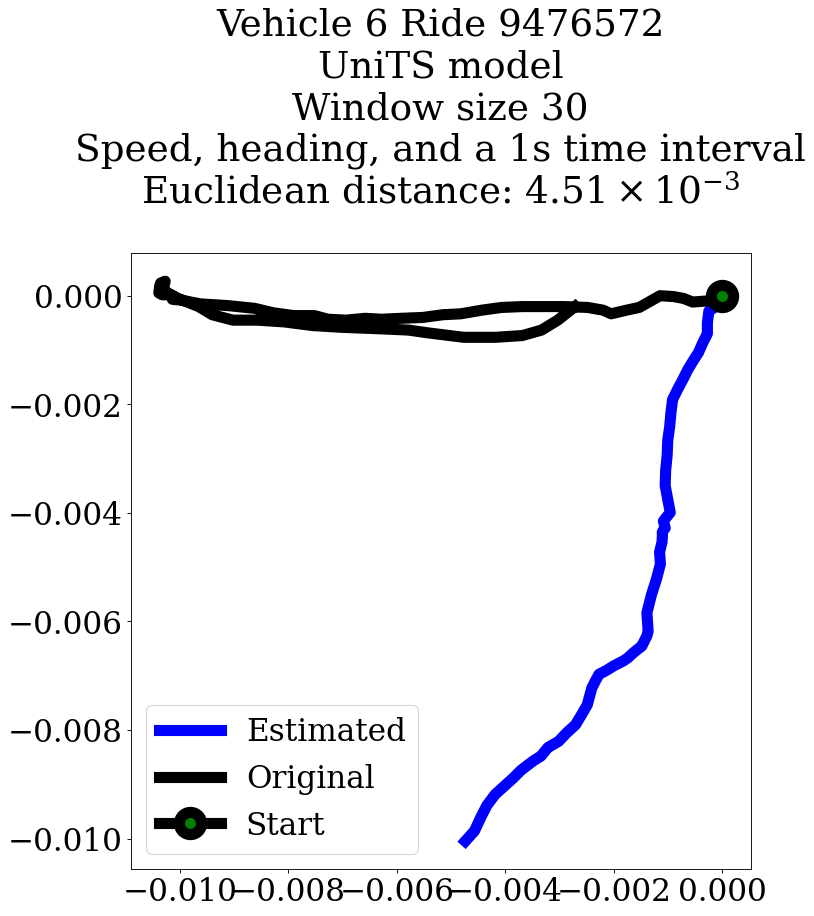 Vehicle 6 Ride 9476572
UniTS model
Window size 30
Speed, heading, and a 1s time interval
Euclidean distance: 4.51 × 10⁻³
0.000
−0.002
−0.004
−0.006
−0.008
−0.010
Estimated
Original
Start
−0.010 −0.008 −0.006 −0.004 −0.002 0.000